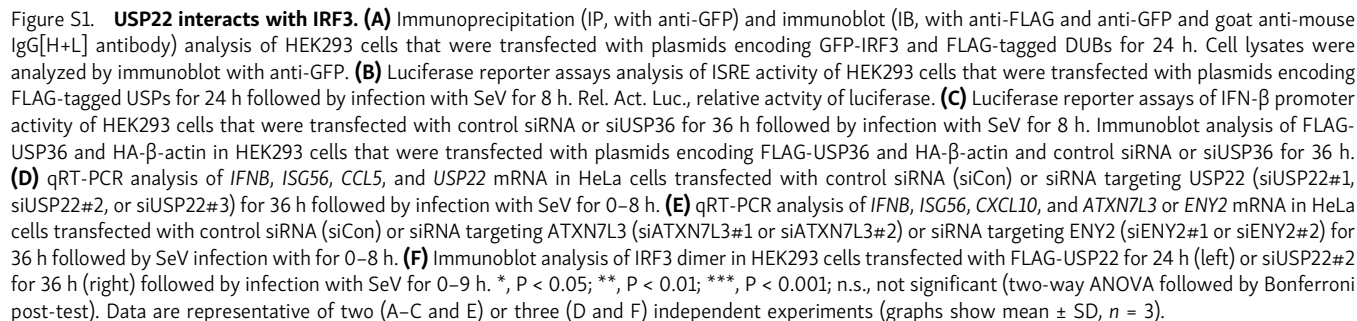 Figure S1. USP22 interacts with IRF3. (A) Immunoprecipitation (IP, with anti-GFP) and immunoblot (IB, with anti-FLAG and anti-GFP and goat anti-mouse
IgG[H+L] antibody) analysis of HEK293 cells that were transfected with plasmids encoding GFP-IRF3 and FLAG-tagged DUBs for 24 h. Cell lysates were
analyzed by immunoblot with anti-GFP. (B) Luciferase reporter assays analysis of ISRE activity of HEK293 cells that were transfected with plasmids encoding
FLAG-tagged USPs for 24 h followed by infection with SeV for 8 h. Rel. Act. Luc., relative actvity of luciferase. (C) Luciferase reporter assays of IFN-β promoter
activity of HEK293 cells that were transfected with control siRNA or siUSP36 for 36 h followed by infection with SeV for 8 h. Immunoblot analysis of FLAG-
USP36 and HA-β-actin in HEK293 cells that were transfected with plasmids encoding FLAG-USP36 and HA-β-actin and control siRNA or siUSP36 for 36 h.
(D) qRT-PCR analysis of IFNB, ISG56, CCL5, and USP22 mRNA in HeLa cells transfected with control siRNA (siCon) or siRNA targeting USP22 (siUSP22#1,
siUSP22#2, or siUSP22#3) for 36 h followed by infection with SeV for 0–8 h. (E) qRT-PCR analysis of IFNB, ISG56, CXCL10, and ATXN7L3 or ENY2 mRNA in HeLa
cells transfected with control siRNA (siCon) or siRNA targeting ATXN7L3 (siATXN7L3#1 or siATXN7L3#2) or siRNA targeting ENY2 (siENY2#1 or siENY2#2) for
36 h followed by SeV infection with for 0–8 h. (F) Immunoblot analysis of IRF3 dimer in HEK293 cells transfected with FLAG-USP22 for 24 h (left) or siUSP22#2
for 36 h (right) followed by infection with SeV for 0–9 h. *, P < 0.05; **, P < 0.01; ***, P < 0.001; n.s., not significant (two-way ANOVA followed by Bonferroni
post-test). Data are representative of two (A–C and E) or three (D and F) independent experiments (graphs show mean ± SD, n = 3).